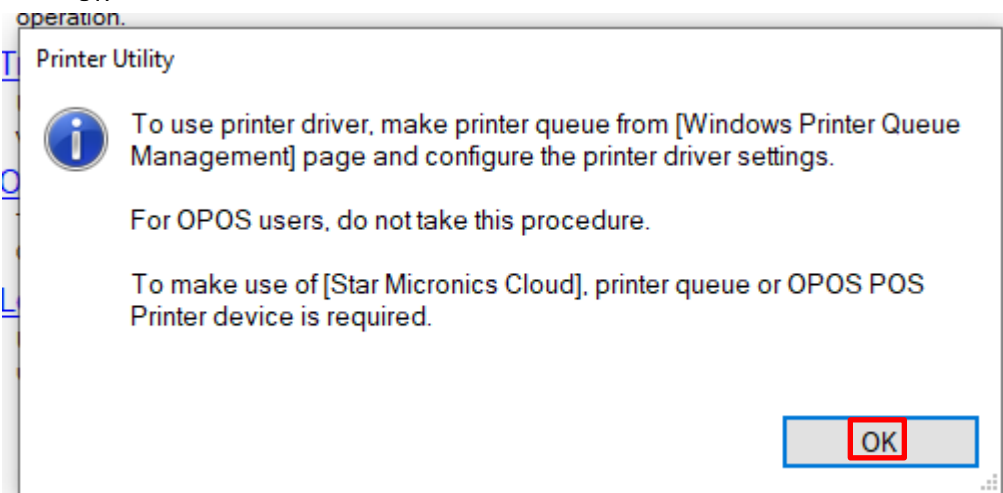 operation.
Printer Utility
To use printer driver, make printer queue from [Windows Printer Queue
Management] page and configure the printer driver settings.
For OPOS users, do not take this procedure.
To make use of [Star Micronics Cloud], printer queue or OPOS POS
Printer device is required.
OK